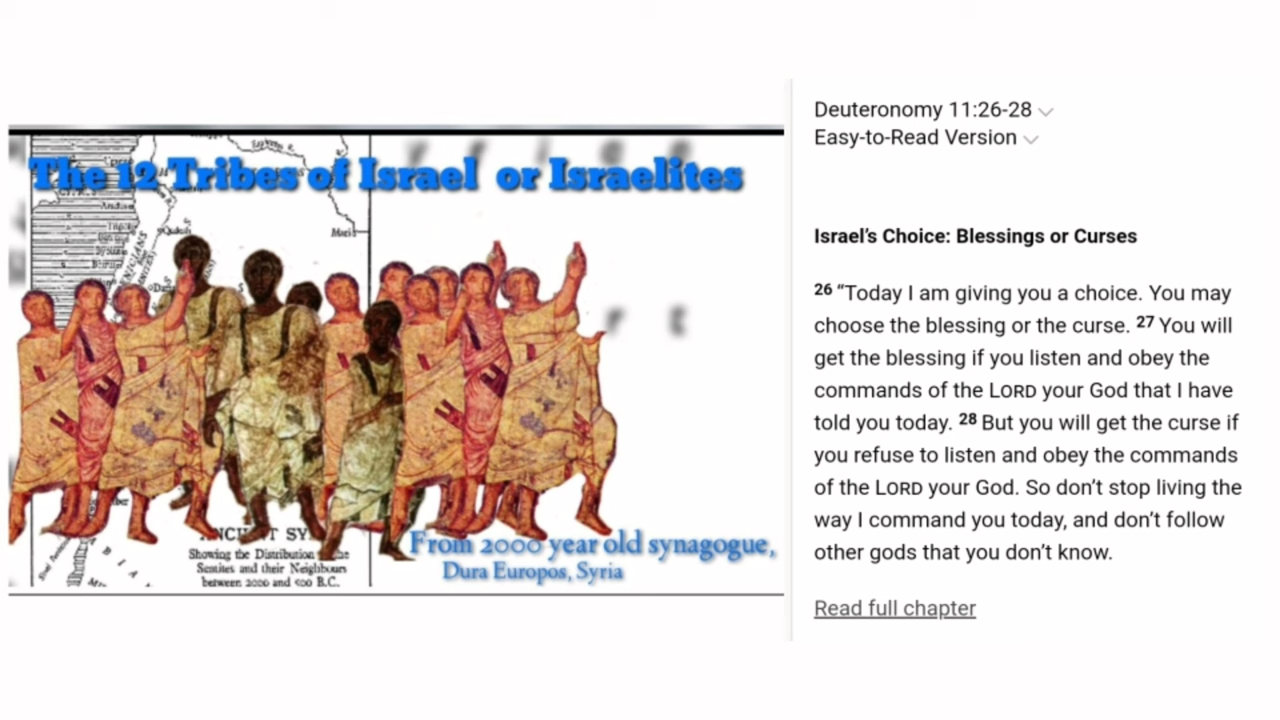 The 12 Tribes of Israel or Israelites
From 2000 year old synagogue,
Dura Europos, Syria
Showing the Distribution
Semites and their Neighbours
between 2000 and 500 B.C.
Deuteronomy 11:26-28
Easy-to-Read Version
Israel’s Choice: Blessings or Curses
26 “Today I am giving you a choice. You may
choose the blessing or the curse. 27 You will
get the blessing if you listen and obey the
commands of the LORD your God that I have
told you today. 28 But you will get the curse if
you refuse to listen and obey the commands
of the LORD your God. So don’t stop living the
way I command you today, and don’t follow
other gods that you don’t know.
Read full chapter